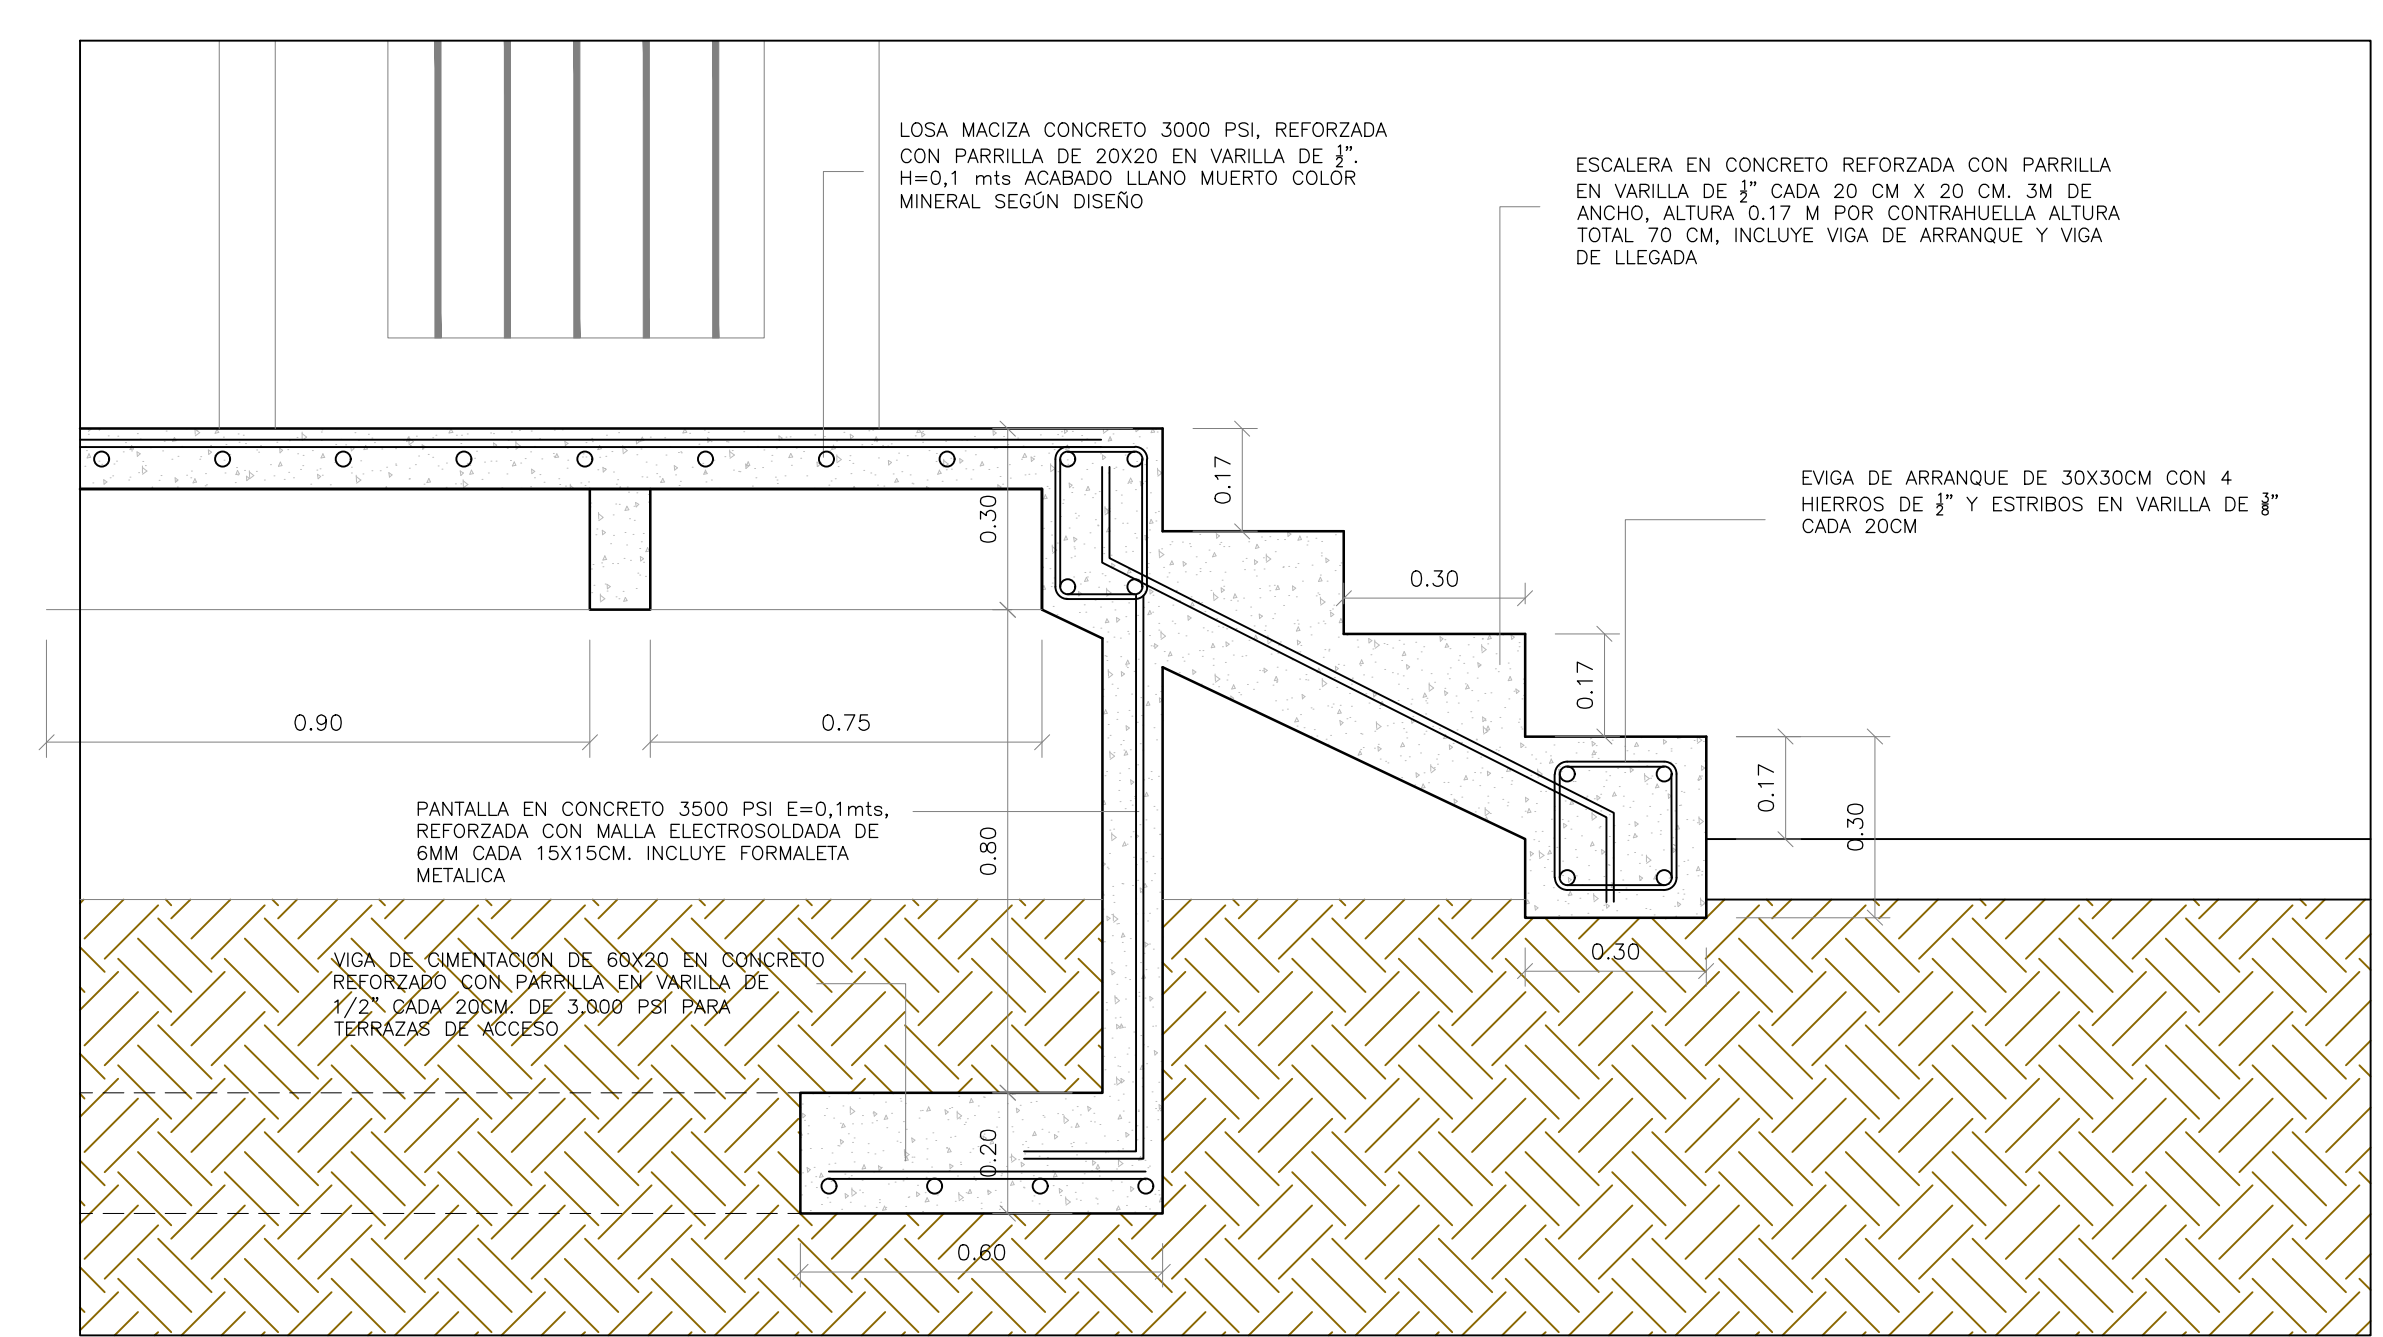 LOSA MACIZA CONCRETO 3000 PSI, REFORZADA
CON PARRILLA DE 20X20 EN VARILLA DE ½”.
H=0,1 mts ACABADO LLANO MUERTO COLOR
MINERAL SEGÚN DISEÑO
ESCALERA EN CONCRETO REFORZADA CON PARRILLA
EN VARILLA DE ½” CADA 20 CM X 20 CM. 3M DE
ANCHO, ALTURA 0.17 M POR CONTRAHUELLA ALTURA
TOTAL 70 CM, INCLUYE VIGA DE ARRANQUE Y VIGA
DE LLEGADA
EVIGA DE ARRANQUE DE 30X30CM CON 4
HIERROS DE ½” Y ESTRIBOS EN VARILLA DE ⅜”
CADA 20CM
0.17
0.30
0.30
0.17
0.90
0.75
0.17
0.30
PANTALLA EN CONCRETO 3500 PSI E=0,1mts,
REFORZADA CON MALLA ELECTROSOLDADA DE
6MM CADA 15X15CM. INCLUYE FORMALETA
METALICA
0.80
0.30
VIGA DE CIMENTACION DE 60X20 EN CONCRETO
REFORZADO CON PARRILLA EN VARILLA DE
1/2” CADA 20CM. DE 3.000 PSI PARA
TERRAZAS DE ACCESO
0.20
0.60